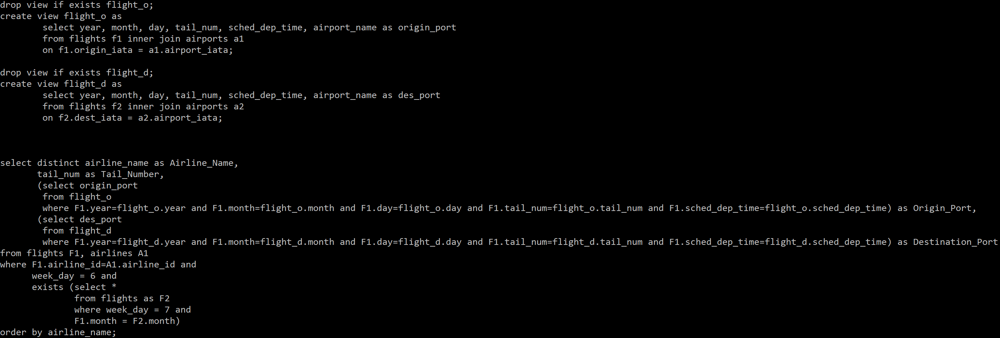 drop view if exists flight_o;
create view flight_o as
        select year, month, day, tail_num, sched_dep_time, airport_name as origin_port
        from flights f1 inner join airports a1
        on f1.origin_iata = a1.airport_iata;

drop view if exists flight_d;
create view flight_d as
        select year, month, day, tail_num, sched_dep_time, airport_name as des_port
        from flights f2 inner join airports a2
        on f2.dest_iata = a2.airport_iata;

select distinct airline_name as Airline_Name,
       tail_num as Tail_Number,
       (select origin_port
        from flight_o
        where F1.year=flight_o.year and F1.month=flight_o.month and F1.day=flight_o.day and F1.tail_num=flight_o.tail_num and F1.sched_dep_time=flight_o.sched_dep_time) as Origin_Port,
       (select des_port
        from flight_d
        where F1.year=flight_d.year and F1.month=flight_d.month and F1.day=flight_d.day and F1.tail_num=flight_d.tail_num and F1.sched_dep_time=flight_d.sched_dep_time) as Destination_Port
from flights F1, airlines A1
where F1.airline_id=A1.airline_id and
      week_day = 6 and
      exists (select *
              from flights as F2
              where week_day = 7 and
              F1.month = F2.month)
order by airline_name;